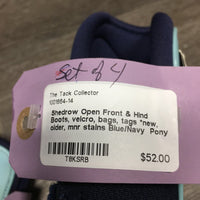 Set of 4
The Tack Collector
1001664-14
Shedrow Open Front & Hind
Boots, velcro, bags, tags *new,
older, mnr stains Blue/Navy Pony
T8KSRB
$52.00